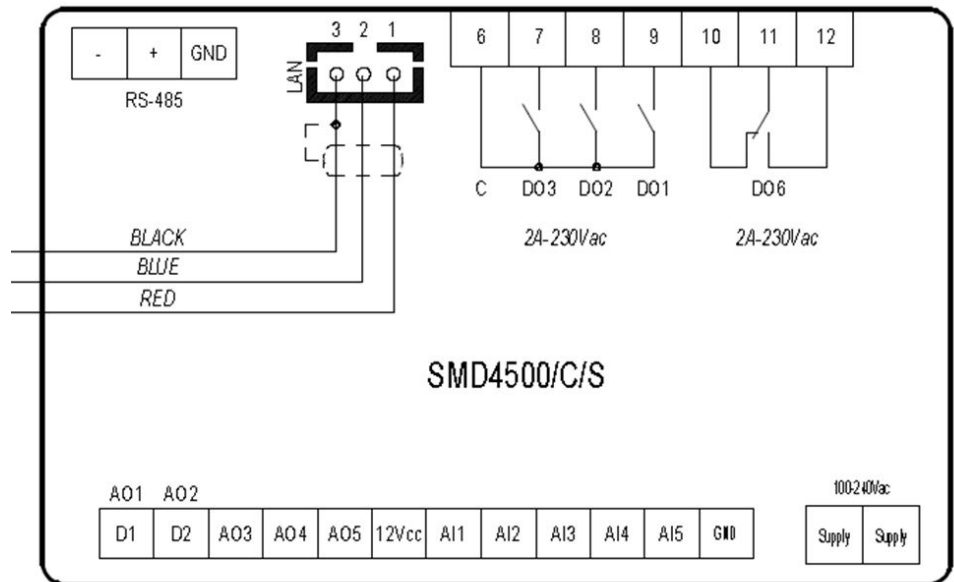 3 2 1
6 7 8 9 10 11 12
- + GND
LAN
RS-485
C DO3 DO2 DO1 DO6
2A-230Vac 2A-230Vac
BLACK
BLUE
RED
SMD4500/C/S
AO1 AO2
100-240Vac
D1 D2 AO3 AO4 AO5 12Vcc AI1 AI2 AI3 AI4 AI5 GND
Supply Supply